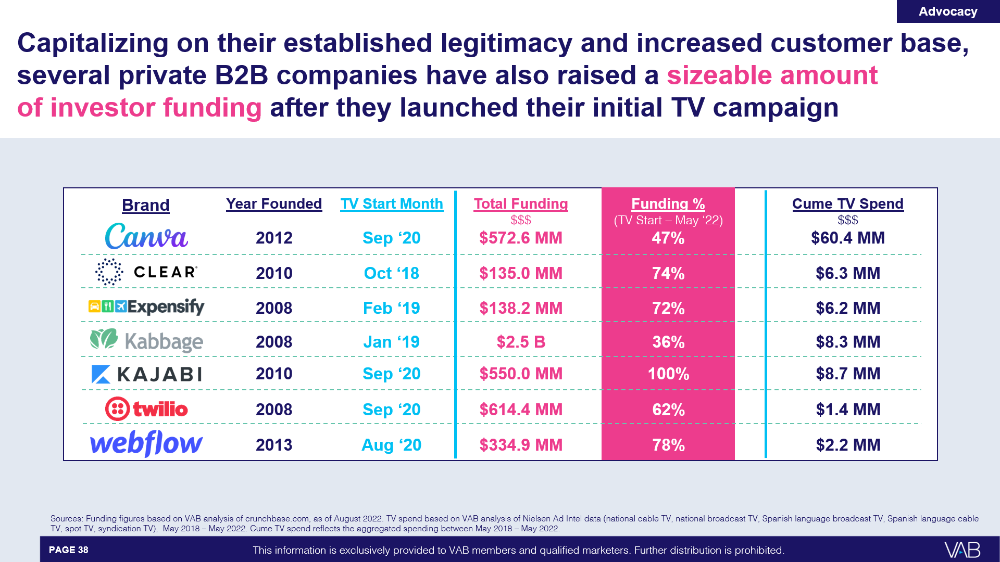 Advocacy
Capitalizing on their established legitimacy and increased customer base,
several private B2B companies have also raised a sizeable amount
of investor funding after they launched their initial TV campaign
Brand Year Founded TV Start Month Total Funding Funding % Cume TV Spend
$$$ (TV Start – May ‘22) $$$
Canva 2012 Sep ‘20 $572.6 MM 47% $60.4 MM
CLEAR® 2010 Oct ‘18 $135.0 MM 74% $6.3 MM
Expensify 2008 Feb ‘19 $138.2 MM 72% $6.2 MM
Kabbage 2008 Jan ‘19 $2.5 B 36% $8.3 MM
KAJABI 2010 Sep ‘20 $550.0 MM 100% $8.7 MM
twilio 2008 Sep ‘20 $614.4 MM 62% $1.4 MM
webflow 2013 Aug ‘20 $334.9 MM 78% $2.2 MM
Sources: Funding figures based on VAB analysis of crunchbase.com, as of August 2022. TV spend based on VAB analysis of Nielsen Ad Intel data (national cable TV, national broadcast TV, Spanish language broadcast TV, Spanish language cable
TV, spot TV, syndication TV),  May 2018 – May 2022. Cume TV spend reflects the aggregated spending between May 2018 – May 2022.
PAGE 38 This information is exclusively provided to VAB members and qualified marketers. Further distribution is prohibited. VAB